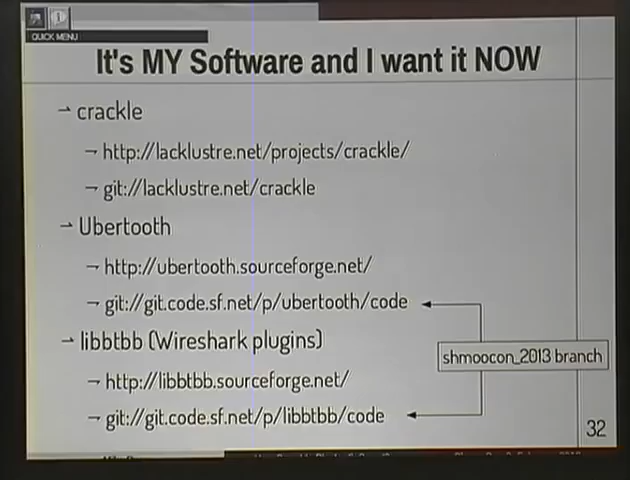 QUICK MENU
It's MY Software and I want it NOW
crackle
http://lacklustre.net/projects/crackle/
git://lacklustre.net/crackle
Ubertooth
http://ubertooth.sourceforge.net/
git://git.code.sf.net/p/ubertooth/code
libbtbb (Wireshark plugins)
shmoocon_2013 branch
http://libbtbb.sourceforge.net/
git://git.code.sf.net/p/libbtbb/code
32